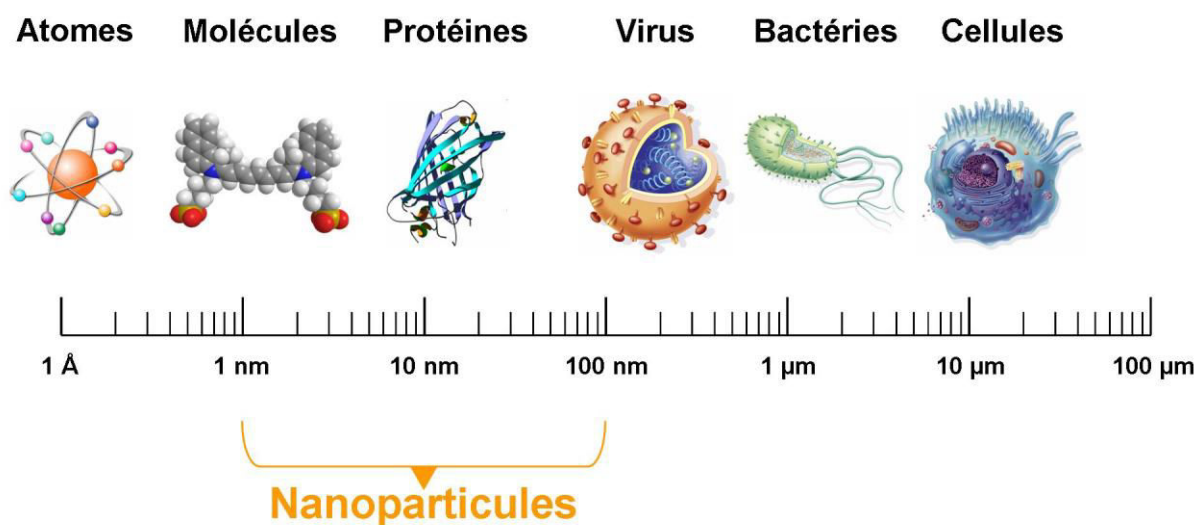 Atomes Molécules Protéines Virus Bactéries Cellules
1 Å 1 nm 10 nm 100 nm 1 µm 10 µm 100 µm
Nanoparticules